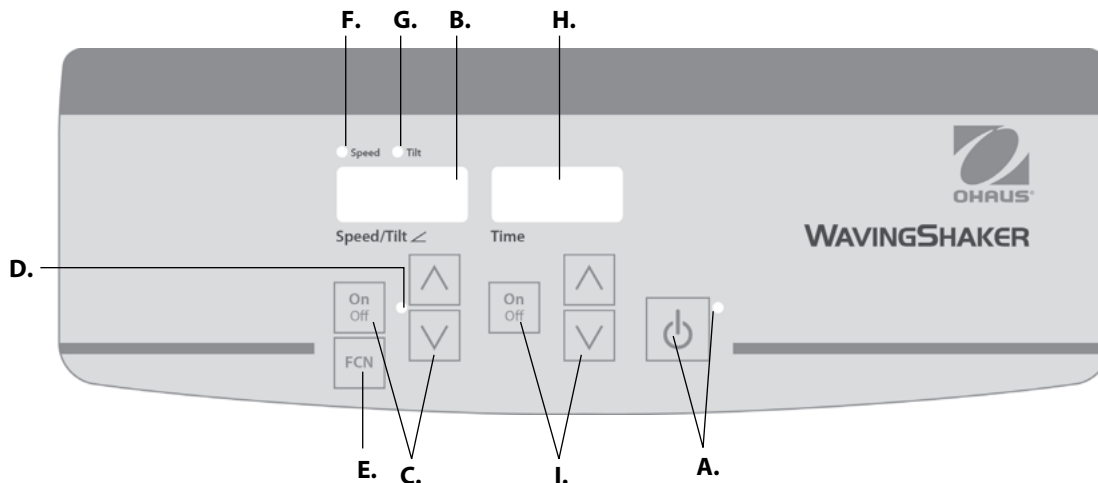 F. G. B. H.
Speed Tilt
OHAUS®
Speed/Tilt Time
WAVINGSHAKER
D.
On On
Off Off
FCN
E. C. I. A.